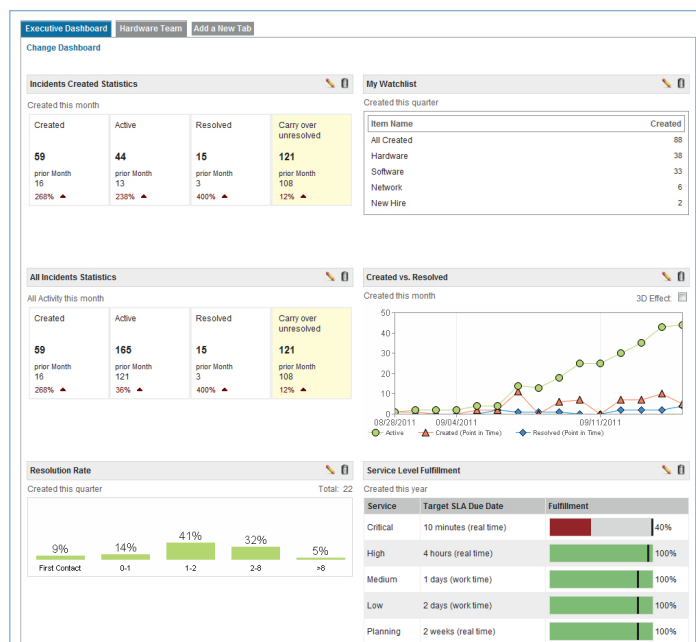 Executive Dashboard Hardware Team Add a New Tab
Change Dashboard
Incidents Created Statistics
Created this month
Created Active Resolved Carry over
unresolved
59 44 15 121
prior Month prior Month prior Month prior Month
16 13 3 108
268% 238% 400% 12%
My Watchlist
Created this quarter
Item Name Created
All Created 88
Hardware 38
Software 33
Network 6
New Hire 2
All Incidents Statistics
All Activity this month
Created Active Resolved Carry over
unresolved
59 165 15 121
prior Month prior Month prior Month prior Month
16 121 3 108
268% 36% 400% 12%
Created vs. Resolved
Created this month 3D Effect:
50
40
30
20
10
0
08/28/2011 09/04/2011 09/11/2011
Active Created (Point in Time) Resolved (Point in Time)
Resolution Rate
Created this quarter Total: 22
9% 14% 41% 32% 5%
First Contact 0-1 1-2 2-8 >8
Service Level Fulfillment
Created this year
Service Target SLA Due Date Fulfillment
Critical 10 minutes (real time) 40%
High 4 hours (real time) 100%
Medium 1 days (work time) 100%
Low 2 days (work time) 100%
Planning 2 weeks (real time) 100%